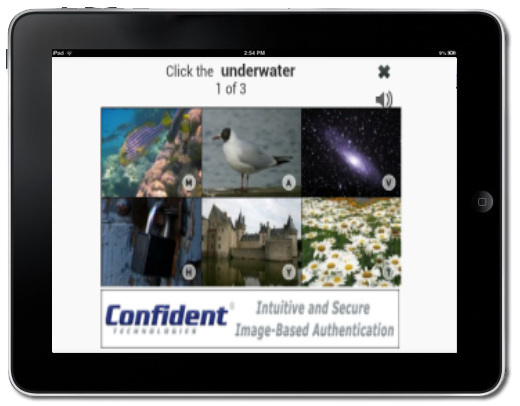 iPad
2:54 PM
9%
Click the underwater
1 of 3
M
A
V
H
Y
Confident®
TECHNOLOGIES
Intuitive and Secure
Image-Based Authentication